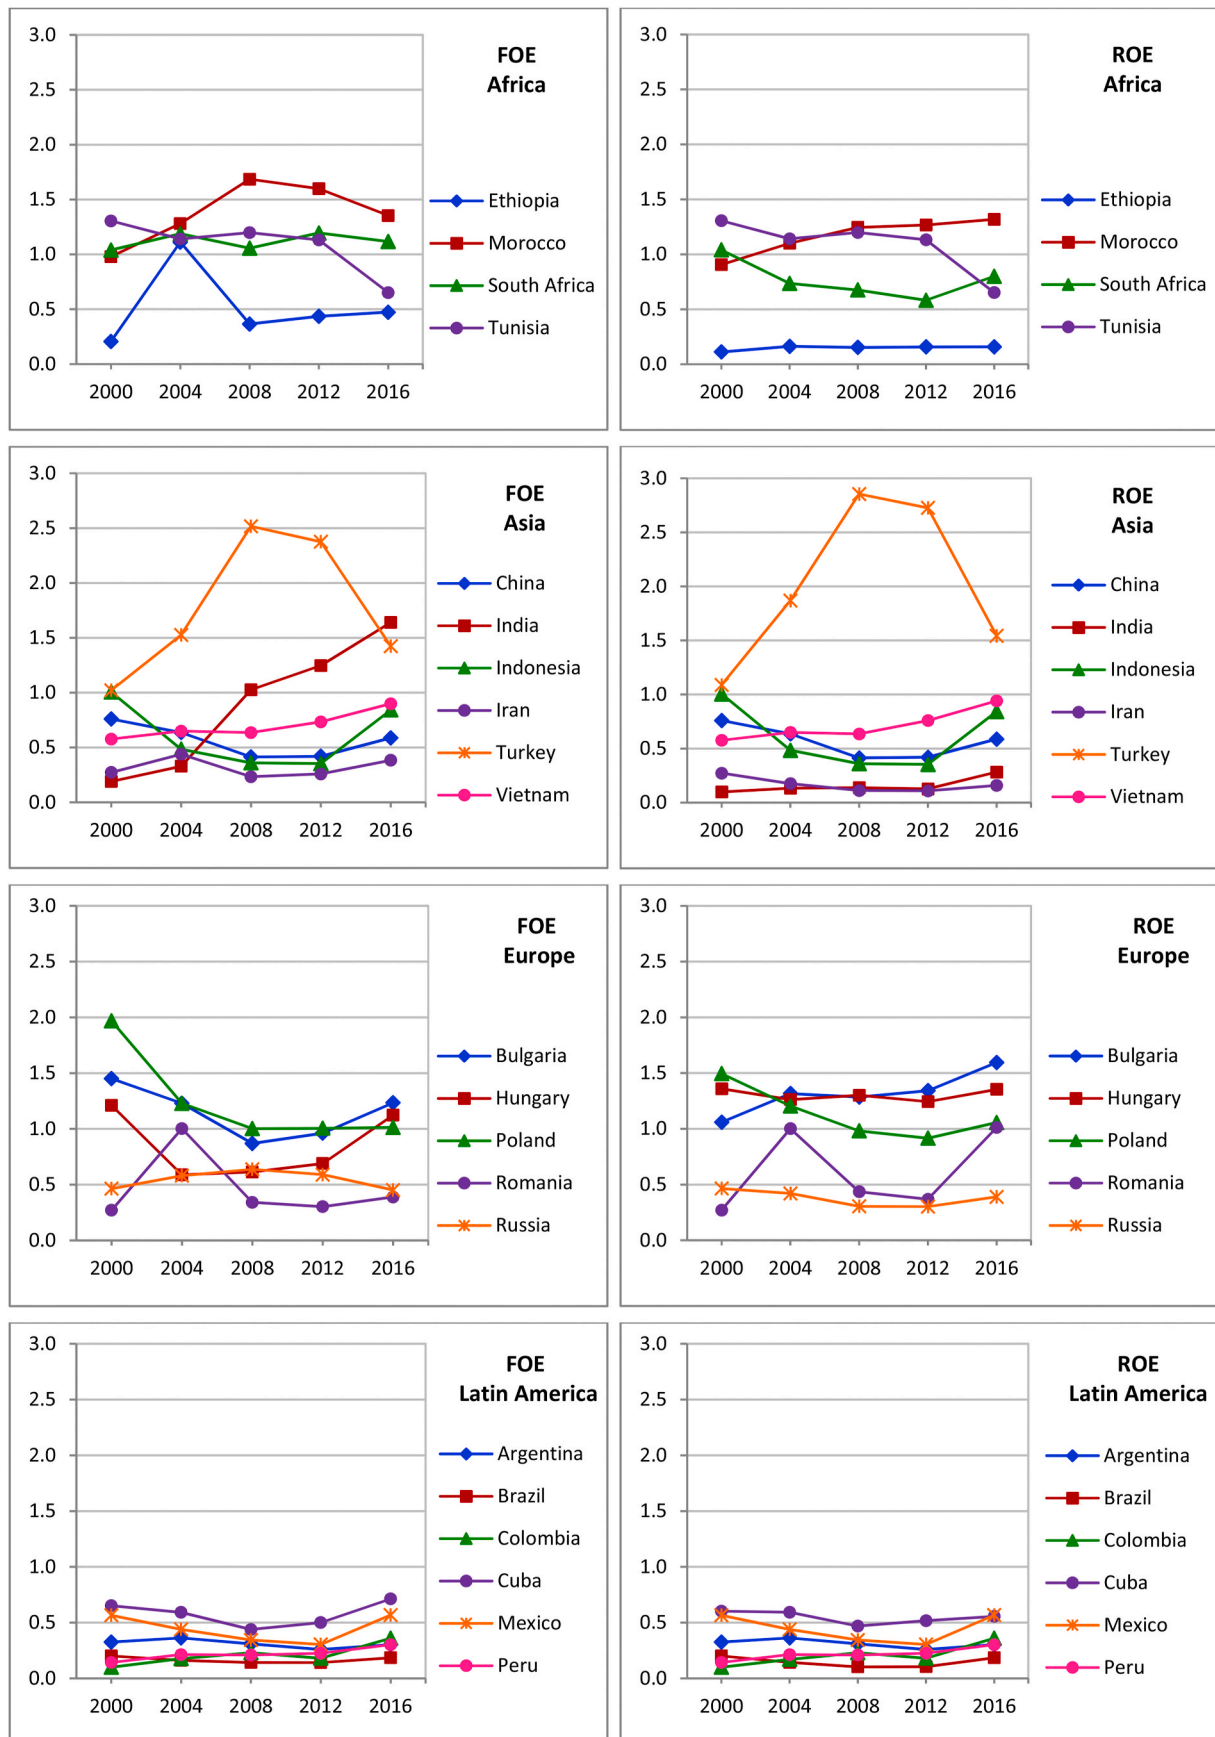 3.0
2.5
2.0
1.5
1.0
0.5
0.0
2000 2004 2008 2012 2016
FOE
Africa
Ethiopia
Morocco
South Africa
Tunisia
3.0
2.5
2.0
1.5
1.0
0.5
0.0
2000 2004 2008 2012 2016
ROE
Africa
Ethiopia
Morocco
South Africa
Tunisia
3.0
2.5
2.0
1.5
1.0
0.5
0.0
2000 2004 2008 2012 2016
FOE
Asia
China
India
Indonesia
Iran
Turkey
Vietnam
3.0
2.5
2.0
1.5
1.0
0.5
0.0
2000 2004 2008 2012 2016
ROE
Asia
China
India
Indonesia
Iran
Turkey
Vietnam
3.0
2.5
2.0
1.5
1.0
0.5
0.0
2000 2004 2008 2012 2016
FOE
Europe
Bulgaria
Hungary
Poland
Romania
Russia
3.0
2.5
2.0
1.5
1.0
0.5
0.0
2000 2004 2008 2012 2016
ROE
Europe
Bulgaria
Hungary
Poland
Romania
Russia
3.0
2.5
2.0
1.5
1.0
0.5
0.0
2000 2004 2008 2012 2016
FOE
Latin America
Argentina
Brazil
Colombia
Cuba
Mexico
Peru
3.0
2.5
2.0
1.5
1.0
0.5
0.0
2000 2004 2008 2012 2016
ROE
Latin America
Argentina
Brazil
Colombia
Cuba
Mexico
Peru